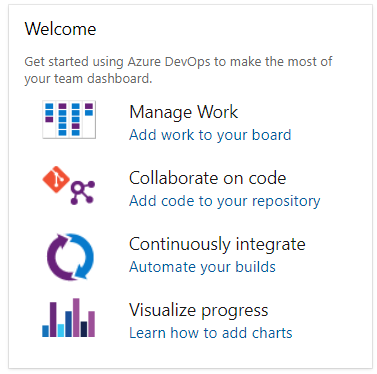 Welcome
Get started using Azure DevOps to make the most of
your team dashboard.
Manage Work
Add work to your board
Collaborate on code
Add code to your repository
Continuously integrate
Automate your builds
Visualize progress
Learn how to add charts